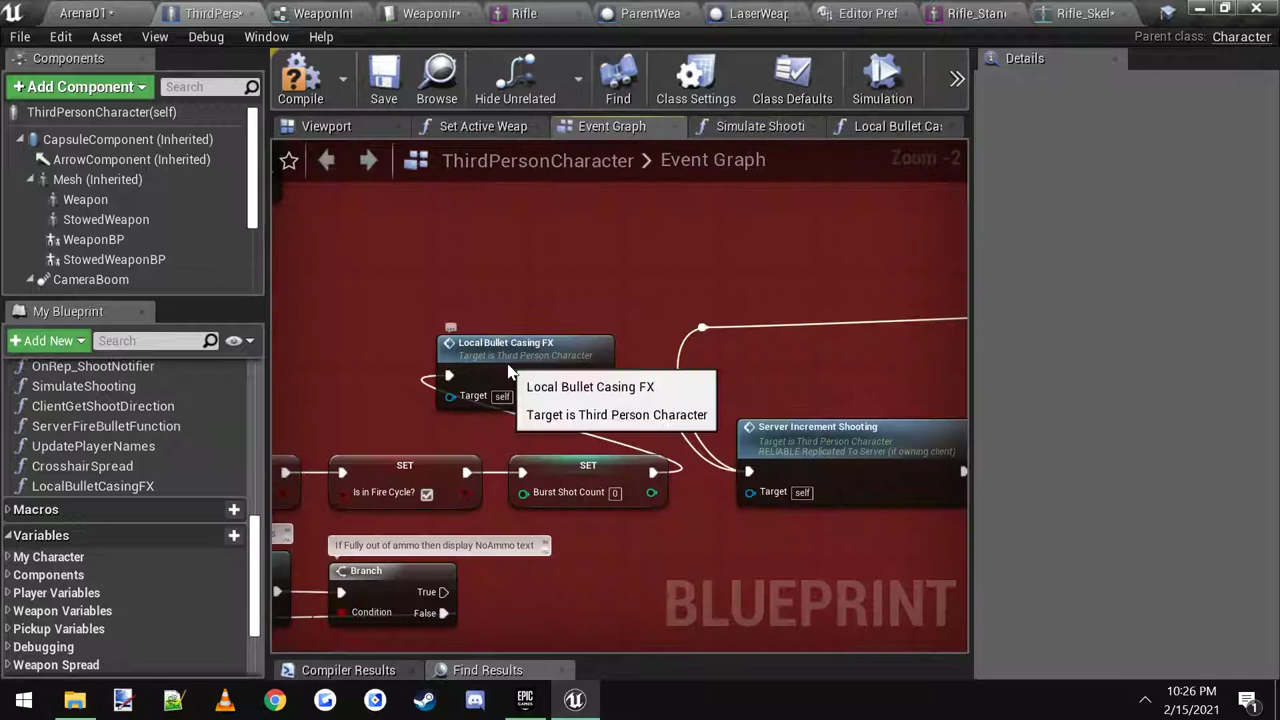 Arena01*
ThirdPers*
WeaponInt
WeaponIr*
Rifle
ParentWea
LaserWeap
Editor Pref
Rifle_Stan
Rifle_Skel*
File
Edit
Asset
View
Debug
Window
Help
Parent class: Character
Components
+ Add Component
Search
ThirdPersonCharacter(self)
CapsuleComponent (Inherited)
ArrowComponent (Inherited)
Mesh (Inherited)
Weapon
StowedWeapon
WeaponBP
StowedWeaponBP
CameraBoom
My Blueprint
+ Add New
Search
OnRep_ShootNotifier
SimulateShooting
ClientGetShootDirection
ServerFireBulletFunction
UpdatePlayerNames
CrosshairSpread
LocalBulletCasingFX
Macros
Variables
My Character
Components
Player Variables
Weapon Variables
Pickup Variables
Debugging
Weapon Spread
Compile
Save
Browse
Hide Unrelated
Find
Class Settings
Class Defaults
Simulation
Viewport
Set Active Weap
Event Graph
Simulate Shooti
Local Bullet Cas
ThirdPersonCharacter > Event Graph
Zoom -2
Local Bullet Casing FX
Target is Third Person Character
Target self
Local Bullet Casing FX
Target is Third Person Character
Server Increment Shooting
Target is Third Person Character
RELIABLE Replicated To Server (if owning client)
Target self
SET
Is in Fire Cycle?
SET
Burst Shot Count 0
If Fully out of ammo then display NoAmmo text
Branch
True
Condition
False
BLUEPRINT
Compiler Results
Find Results
Details
EPIC
GAMES
10:26 PM
2/15/2021
1